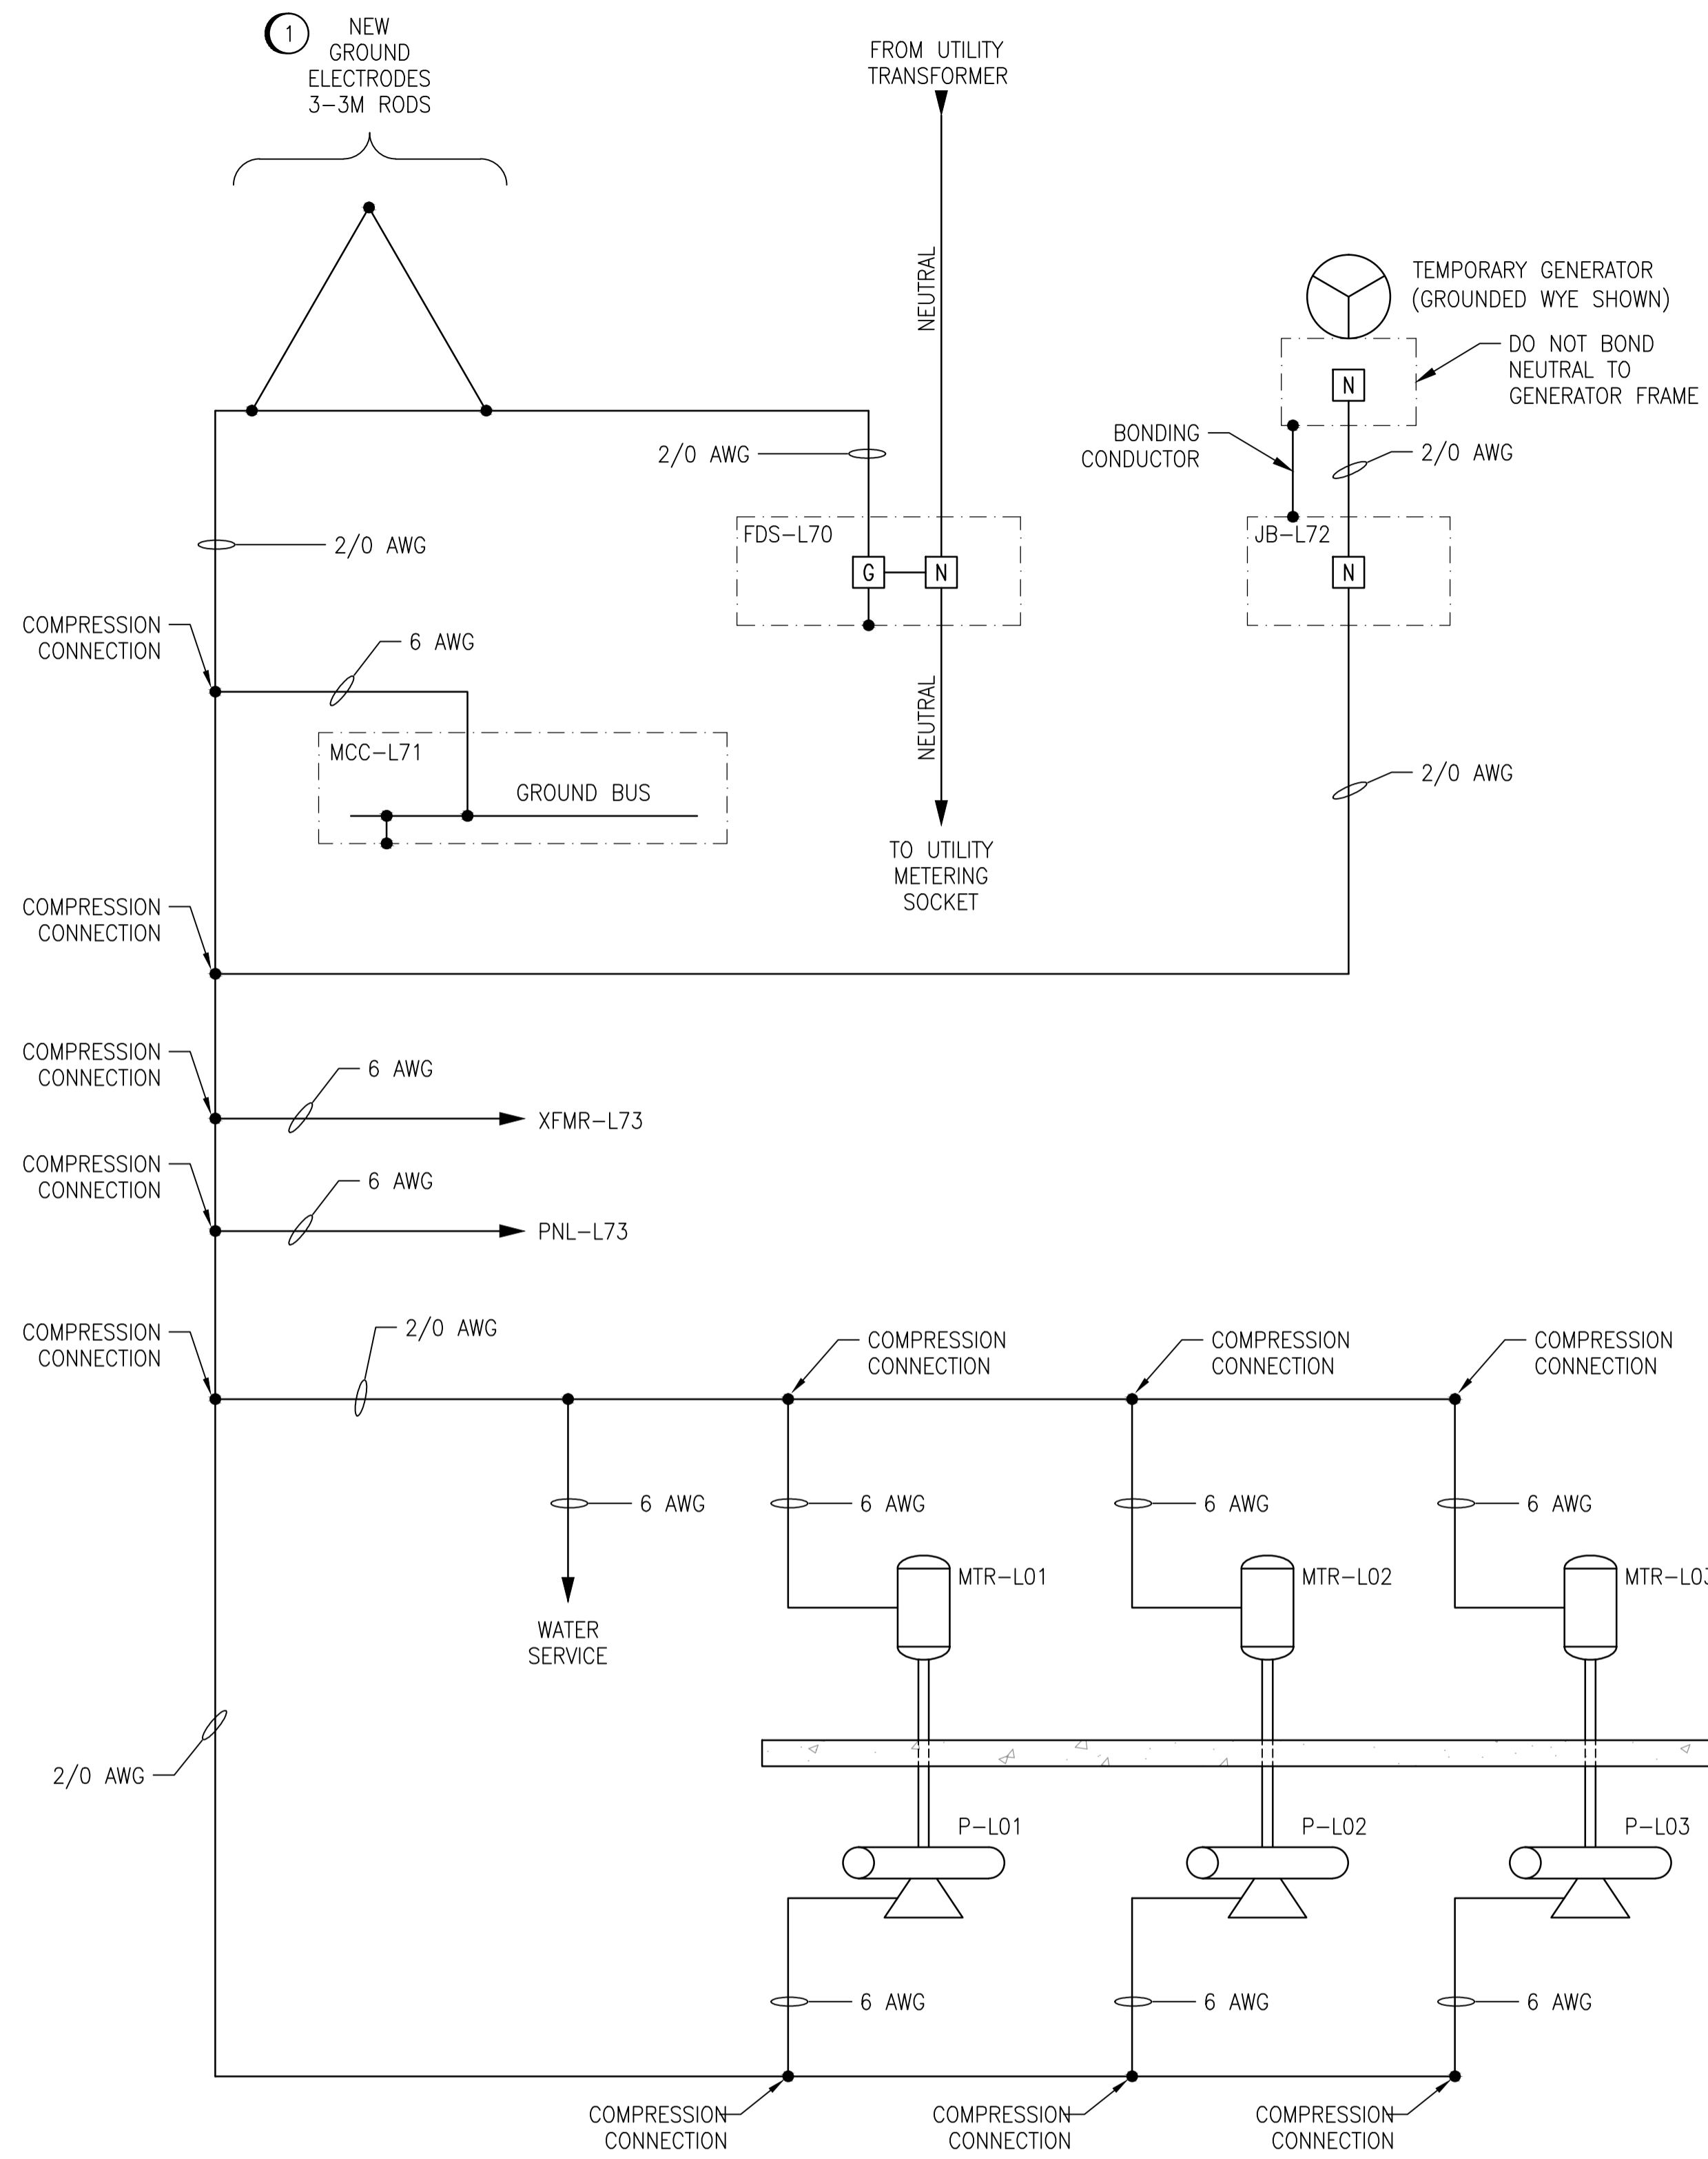 1
NEW
GROUND
ELECTRODES
3-3M RODS
FROM UTILITY
TRANSFORMER
NEUTRAL
TEMPORARY GENERATOR
(GROUNDED WYE SHOWN)
DO NOT BOND
NEUTRAL TO
GENERATOR FRAME
N
BONDING
CONDUCTOR
2/0 AWG
2/0 AWG
FDS-L70
G
N
JB-L72
N
2/0 AWG
COMPRESSION
CONNECTION
6 AWG
MCC-L71
GROUND BUS
NEUTRAL
2/0 AWG
TO UTILITY
METERING
SOCKET
COMPRESSION
CONNECTION
COMPRESSION
CONNECTION
6 AWG
XFMR-L73
COMPRESSION
CONNECTION
6 AWG
PNL-L73
COMPRESSION
CONNECTION
2/0 AWG
COMPRESSION
CONNECTION
COMPRESSION
CONNECTION
COMPRESSION
CONNECTION
6 AWG
6 AWG
6 AWG
6 AWG
WATER
SERVICE
MTR-L01
MTR-L02
MTR-L03
2/0 AWG
P-L01
P-L02
P-L03
6 AWG
6 AWG
6 AWG
COMPRESSION
CONNECTION
COMPRESSION
CONNECTION
COMPRESSION
CONNECTION